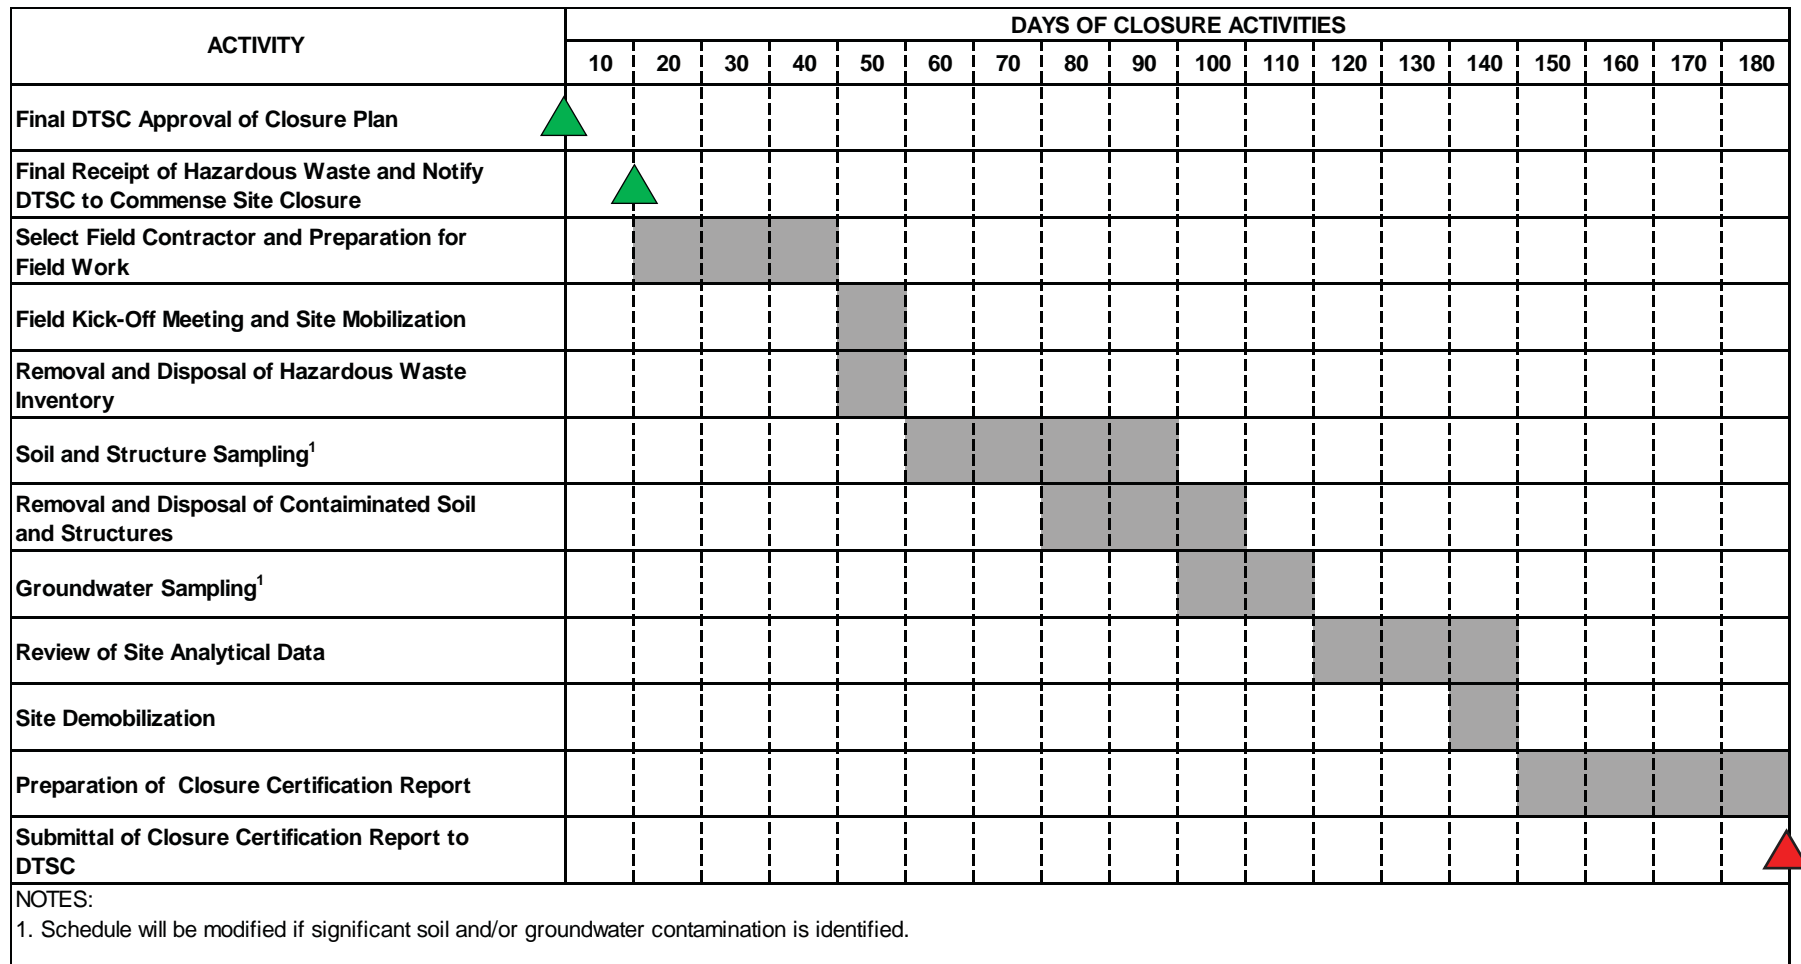 ACTIVITY
DAYS OF CLOSURE ACTIVITIES
10 20 30 40 50 60 70 80 90 100 110 120 130 140 150 160 170 180
Final DTSC Approval of Closure Plan
Final Receipt of Hazardous Waste and Notify
DTSC to Commense Site Closure
Select Field Contractor and Preparation for
Field Work
Field Kick-Off Meeting and Site Mobilization
Removal and Disposal of Hazardous Waste
Inventory
Soil and Structure Sampling¹
Removal and Disposal of Contaiminated Soil
and Structures
Groundwater Sampling¹
Review of Site Analytical Data
Site Demobilization
Preparation of Closure Certification Report
Submittal of Closure Certification Report to
DTSC
NOTES:
1. Schedule will be modified if significant soil and/or groundwater contamination is identified.